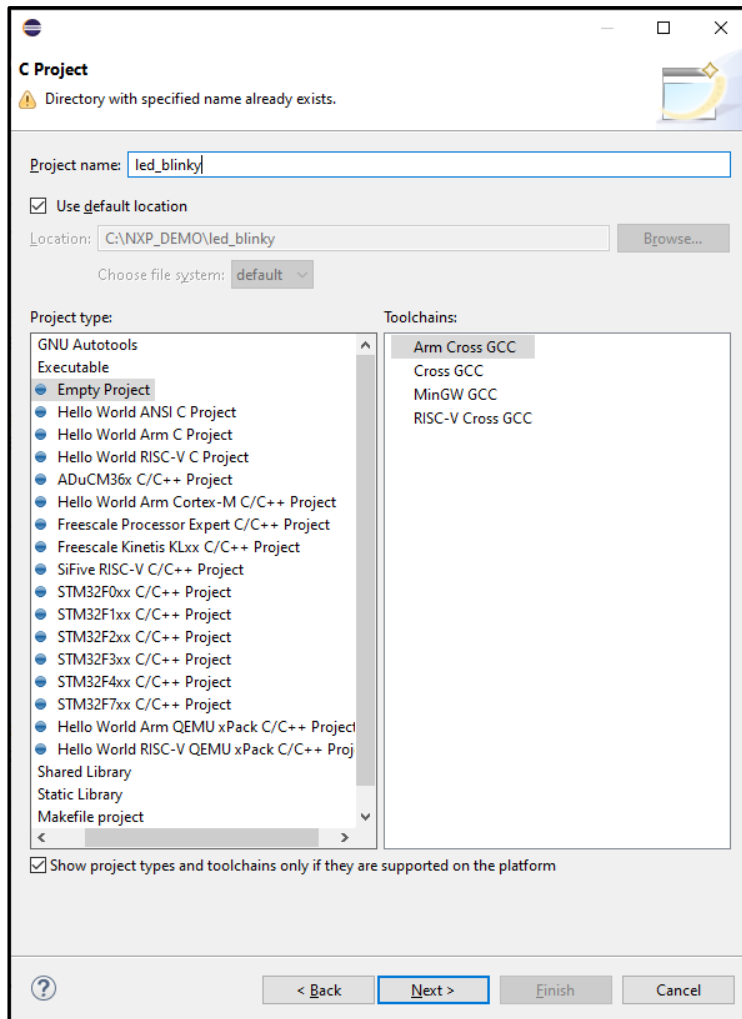 C Project
Directory with specified name already exists.
Project name: led_blinky
Use default location
Location: C:\NXP_DEMO\led_blinky Browse...
Choose file system: default
Project type:
GNU Autotools
Executable
Empty Project
Hello World ANSI C Project
Hello World Arm C Project
Hello World RISC-V C Project
ADuCM36x C/C++ Project
Hello World Arm Cortex-M C/C++ Project
Freescale Processor Expert C/C++ Project
Freescale Kinetis KLxx C/C++ Project
SiFive RISC-V C/C++ Project
STM32F0xx C/C++ Project
STM32F1xx C/C++ Project
STM32F2xx C/C++ Project
STM32F3xx C/C++ Project
STM32F4xx C/C++ Project
STM32F7xx C/C++ Project
Hello World Arm QEMU xPack C/C++ Project
Hello World RISC-V QEMU xPack C/C++ Proj
Shared Library
Static Library
Makefile project
Toolchains:
Arm Cross GCC
Cross GCC
MinGW GCC
RISC-V Cross GCC
Show project types and toolchains only if they are supported on the platform
? < Back Next > Finish Cancel